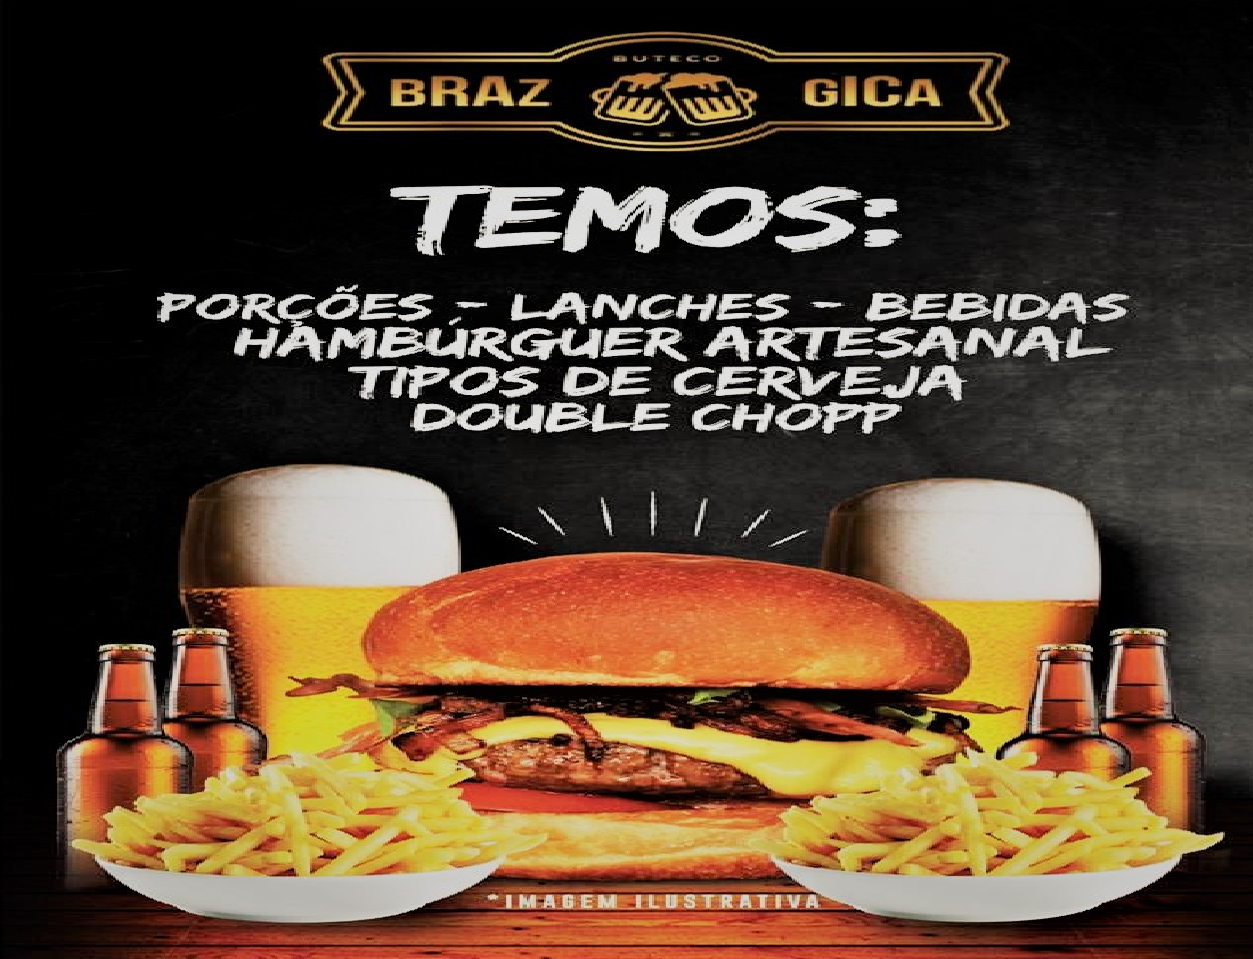 BUTECO
BRAZ GICA
TEMOS:
PORÇÕES - LANCHES - BEBIDAS
HAMBÚRGUER ARTESANAL
TIPOS DE CERVEJA
DOUBLE CHOPP
*IMAGEM ILUSTRATIVA